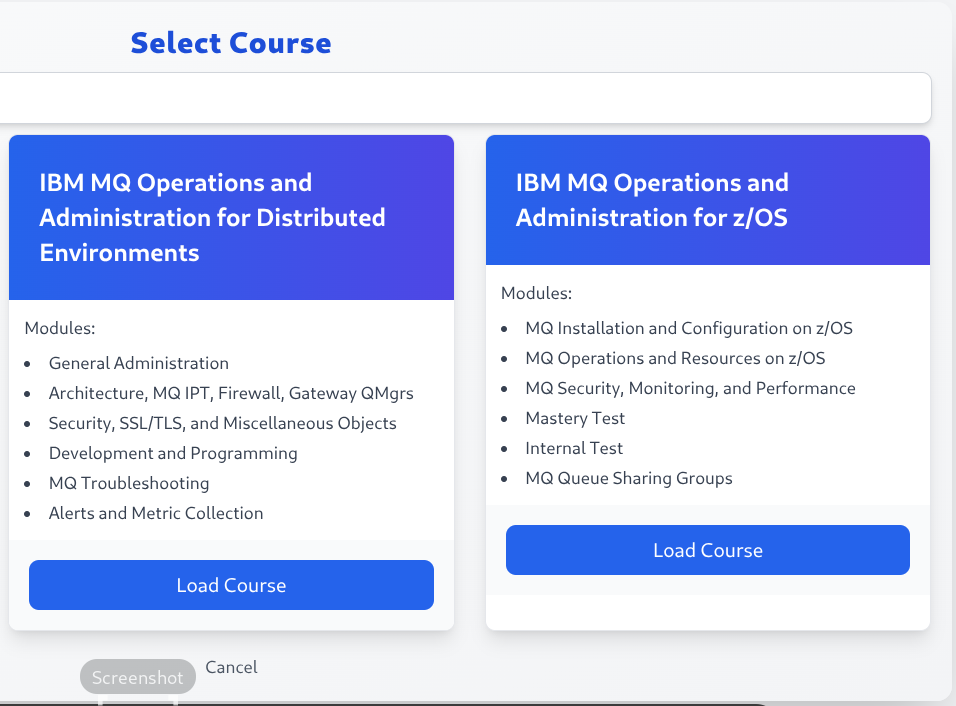 Select Course
IBM MQ Operations and
Administration for Distributed
Environments
Modules:
General Administration
Architecture, MQ IPT, Firewall, Gateway QMgrs
Security, SSL/TLS, and Miscellaneous Objects
Development and Programming
MQ Troubleshooting
Alerts and Metric Collection
Load Course
IBM MQ Operations and
Administration for z/OS
Modules:
MQ Installation and Configuration on z/OS
MQ Operations and Resources on z/OS
MQ Security, Monitoring, and Performance
Mastery Test
Internal Test
MQ Queue Sharing Groups
Load Course
Screenshot
Cancel